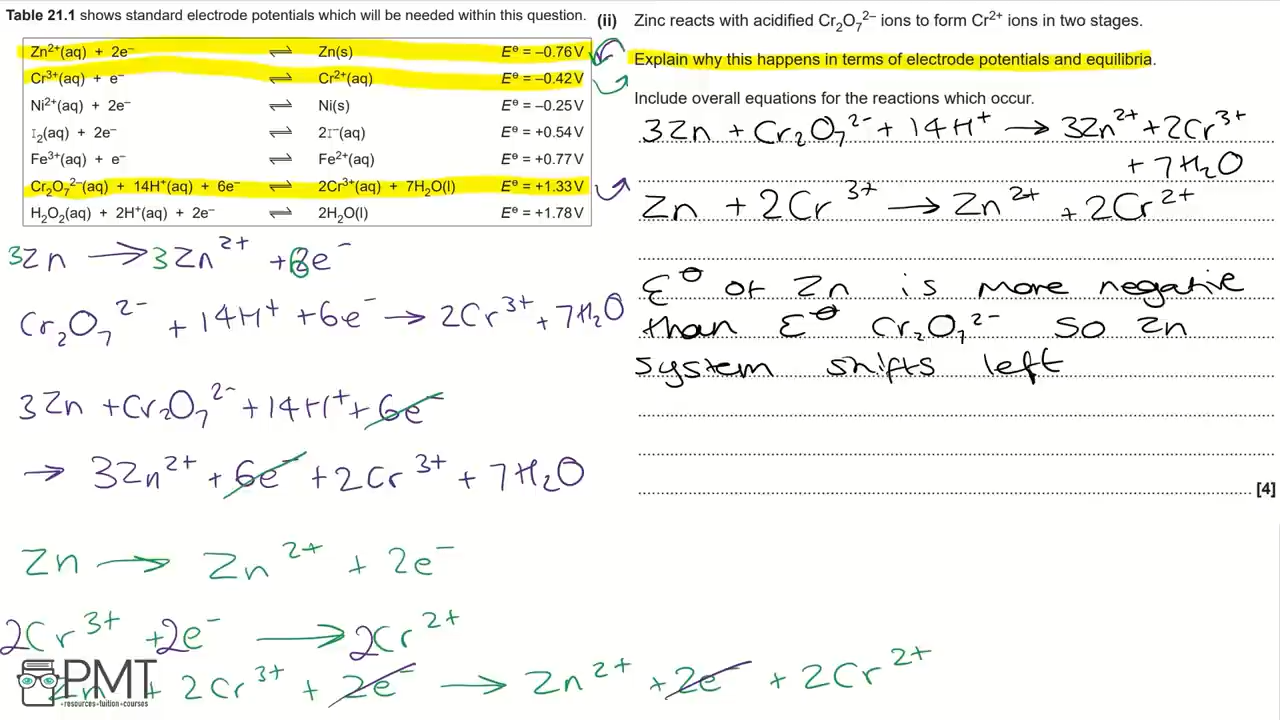 Table 21.1 shows standard electrode potentials which will be needed within this question.
Zn²⁺(aq) + 2e⁻ ⇌ Zn(s) E⦵ = –0.76 V
Cr³⁺(aq) + e⁻ ⇌ Cr²⁺(aq) E⦵ = –0.42 V
Ni²⁺(aq) + 2e⁻ ⇌ Ni(s) E⦵ = –0.25 V
I₂(aq) + 2e⁻ ⇌ 2I⁻(aq) E⦵ = +0.54 V
Fe³⁺(aq) + e⁻ ⇌ Fe²⁺(aq) E⦵ = +0.77 V
Cr₂O₇²⁻(aq) + 14H⁺(aq) + 6e⁻ ⇌ 2Cr³⁺(aq) + 7H₂O(l) E⦵ = +1.33 V
H₂O₂(aq) + 2H⁺(aq) + 2e⁻ ⇌ 2H₂O(l) E⦵ = +1.78 V
3Zn → 3Zn²⁺ + 6e⁻
Cr₂O₇²⁻ + 14H⁺ + 6e⁻ → 2Cr³⁺ + 7H₂O
3Zn + Cr₂O₇²⁻ + 14H⁺ + 6e⁻
→ 3Zn²⁺ + 6e⁻ + 2Cr³⁺ + 7H₂O
Zn → Zn²⁺ + 2e⁻
2Cr³⁺ + 2e⁻ → 2Cr²⁺
Zn + 2Cr³⁺ + 2e⁻ → Zn²⁺ + 2e⁻ + 2Cr²⁺
PMT
resources•tuition•courses
(ii) Zinc reacts with acidified Cr₂O₇²⁻ ions to form Cr²⁺ ions in two stages.
Explain why this happens in terms of electrode potentials and equilibria.
Include overall equations for the reactions which occur.
3Zn + Cr₂O₇²⁻ + 14H⁺ → 3Zn²⁺ + 2Cr³⁺
+ 7H₂O
Zn + 2Cr³⁺ → Zn²⁺ + 2Cr²⁺
E⦵ of Zn is more negative
than E⦵ Cr₂O₇²⁻ so Zn
system shifts left
[4]